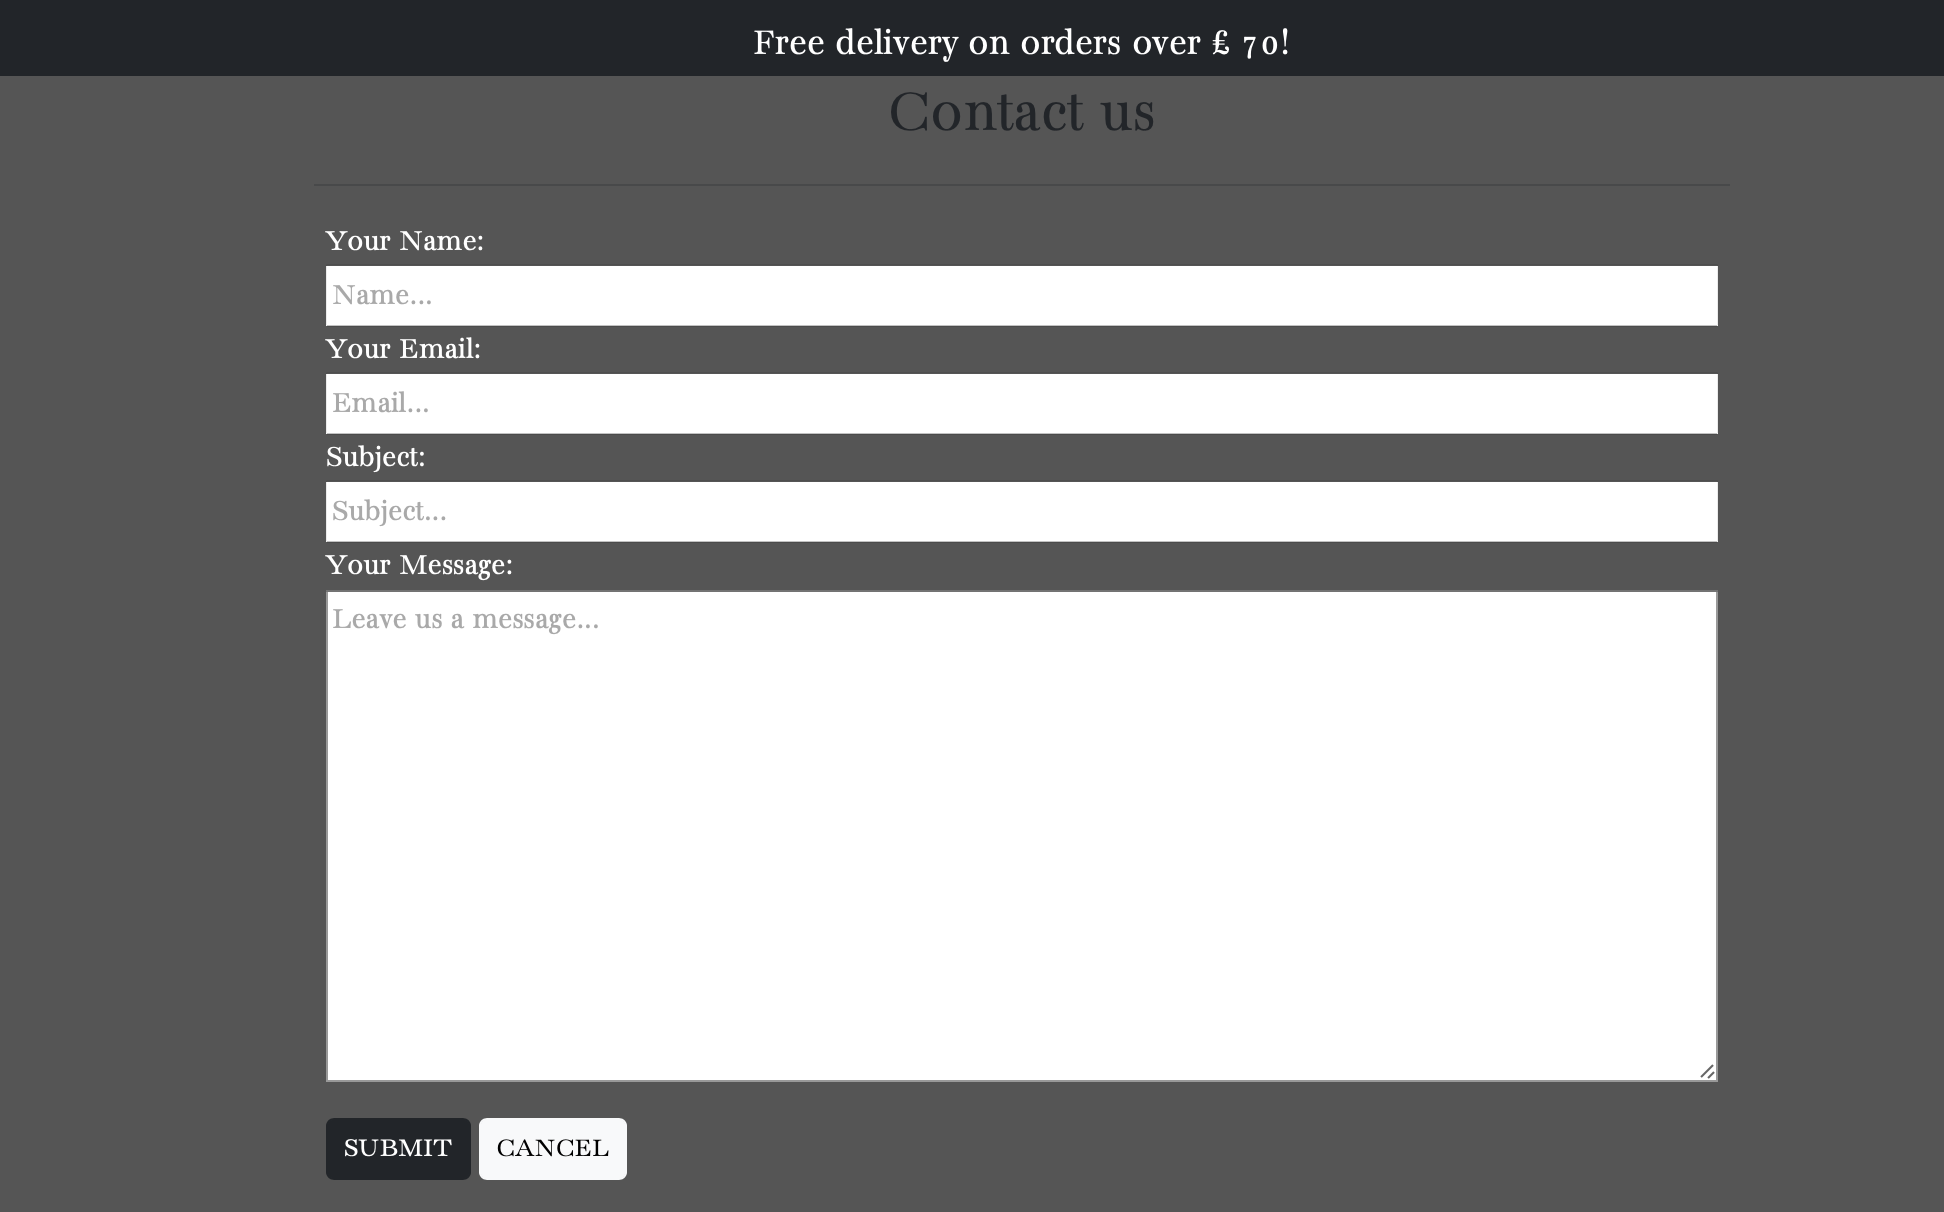 Free delivery on orders over £ 70!
Contact us
Your Name:
Name...
Your Email:
Email...
Subject:
Subject...
Your Message:
Leave us a message...
SUBMIT CANCEL